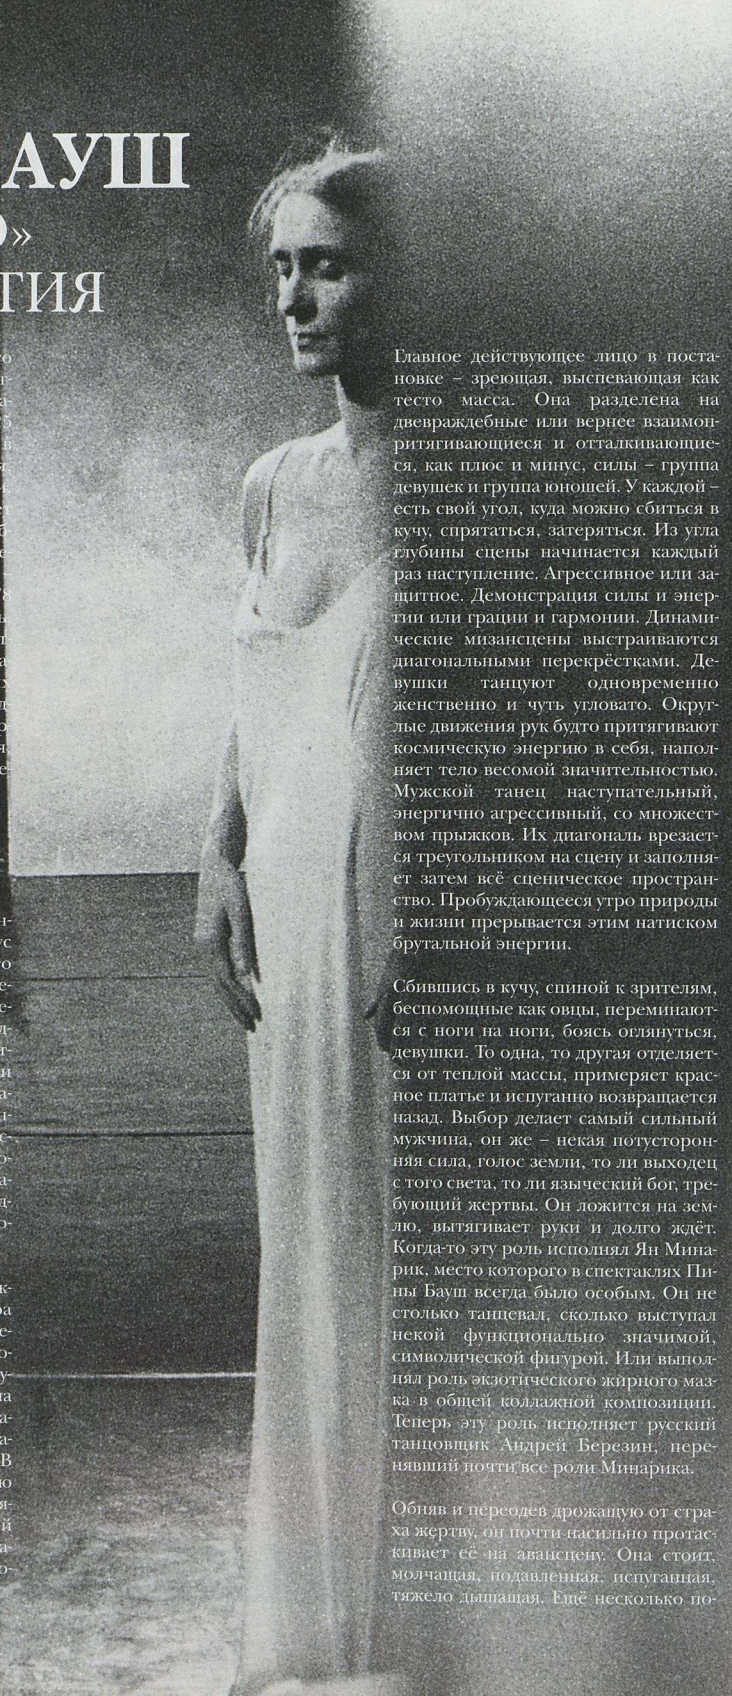 АУШ
»
ТИЯ
Главное действующее лицо в поста-
новке – зреющая, выспевающая как
тесто масса. Она разделена на
двевраждебные или вернее взаимоп-
ритягивающиеся и отталкивающие-
ся, как плюс и минус, силы – группа
девушек и группа юношей. У каждой –
есть свой угол, куда можно сбиться в
кучу, спрятаться, затеряться. Из угла
глубины сцены начинается каждый
раз наступление. Агрессивное или за-
щитное. Демонстрация силы и энер-
гии или грации и гармонии. Динами-
ческие мизансцены выстраиваются
диагональными перекрёстками. Де-
вушки танцуют одновременно
женственно и чуть угловато. Округ-
лые движения рук будто притягивают
космическую энергию в себя, напол-
няет тело весомой значительностью.
Мужской танец наступательный,
энергично агрессивный, со множест-
вом прыжков. Их диагональ врезает-
ся треугольником на сцену и заполня-
ет затем всё сценическое простран-
ство. Пробуждающееся утро природы
и жизни прерывается этим натиском
брутальной энергии.
Сбившись в кучу, спиной к зрителям,
беспомощные как овцы, переминают-
ся с ноги на ноги, боясь оглянуться,
девушки. То одна, то другая отделяет-
ся от теплой массы, примеряет крас-
ное платье и испуганно возвращается
назад. Выбор делает самый сильный
мужчина, он же – некая потусторон-
няя сила, голос земли, то ли выходец
с того света, то ли языческий бог, тре-
бующий жертвы. Он ложится на зем-
лю, вытягивает руки и долго ждёт.
Когда-то эту роль исполнял Ян Мина-
рик, место которого в спектаклях Пи-
ны Бауш всегда было особым. Он не
столько танцевал, сколько выступал
некой функционально значимой,
символической фигурой. Или выпол-
нял роль экзотического жирного маз-
ка в общей коллажной композиции.
Теперь эту роль исполняет русский
танцовщик Андрей Березин, пере-
нявший почти все роли Минарика.
Обняв и переодев дрожащую от стра-
ха жертву, он почти насильно протас-
кивает её на авансцену. Она стоит,
молчащая, подавленная, испуганная,
тяжело дышащая. Ещё несколько по-